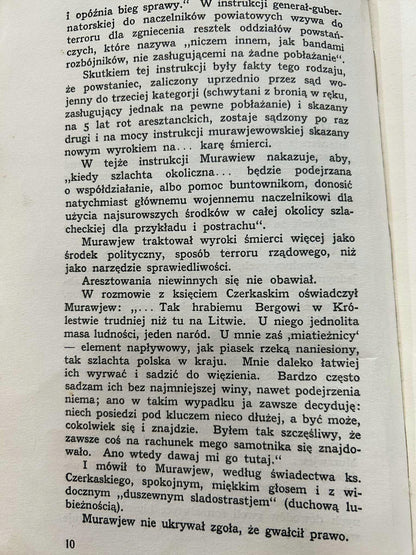 i opóźnia bieg sprawy." W instrukcji generał-guber-
natorskiej do naczelników powiatowych wzywa do
terroru dla zgniecenia resztek oddziałów powstań-
czych, które nazywa „niczem innem, jak bandami
rozbójników, nie zasługującemi na żadne pobłażanie".
Skutkiem tej instrukcji były fakty tego rodzaju,
że powstaniec, zaliczony uprzednio przez sąd wo-
jenny do trzeciej kategorji (schwytani z bronią w ręku,
zasługujący jednak na pewne pobłażanie) i skazany
na 5 lat rot aresztanckich, zostaje sądzony po raz
drugi i na mocy instrukcji murawjewowskiej skazany
nowym wyrokiem na... karę śmierci.
W tejże instrukcji Murawiew nakazuje, aby,
„kiedy szlachta okoliczna... będzie podejrzana
o współdziałanie, albo pomoc buntownikom, donosić
natychmiast głównemu wojennemu naczelnikowi dla
użycia najsurowszych środków w całej okolicy szla-
checkiej dla przykładu i postrachu".
Murawjew traktował wyroki śmierci więcej jako
środek polityczny, sposób terroru rządowego, niż
jako narzędzie sprawiedliwości.
Aresztowania niewinnych się nie obawiał.
W rozmowie z księciem Czerkaskim oświadczył
Murawjew: „... Tak hrabiemu Bergowi w Kró-
lestwie trudniej niż tu na Litwie. U niego jednolita
masa ludności, jeden naród. U mnie zaś ‚miatieżnicy'
— element napływowy, jak piasek rzeką naniesiony,
tak szlachta polska w kraju. Mnie daleko łatwiej
ich wyrwać i sadzić do więzienia. Bardzo często
sadzam ich bez najmniejszej winy, nawet podejrzenia
niema; ano w takim wypadku ja zawsze decyduję:
niech posiedzi pod kluczem nieco dłużej, a być może,
cokolwiek się i znajdzie. Byłem tak szczęśliwy, że
zawsze coś na rachunek mego samotnika się znajdo-
wało. Ano wtedy dawaj mi go tutaj."
I mówił to Murawjew, według świadectwa ks.
Czerkaskiego, spokojnym, miękkim głosem i z wi-
docznym „duszewnym sladostrastjem" (duchową lu-
bieżnością).
Murawjew nie ukrywał zgoła, że gwałcił prawo.
10